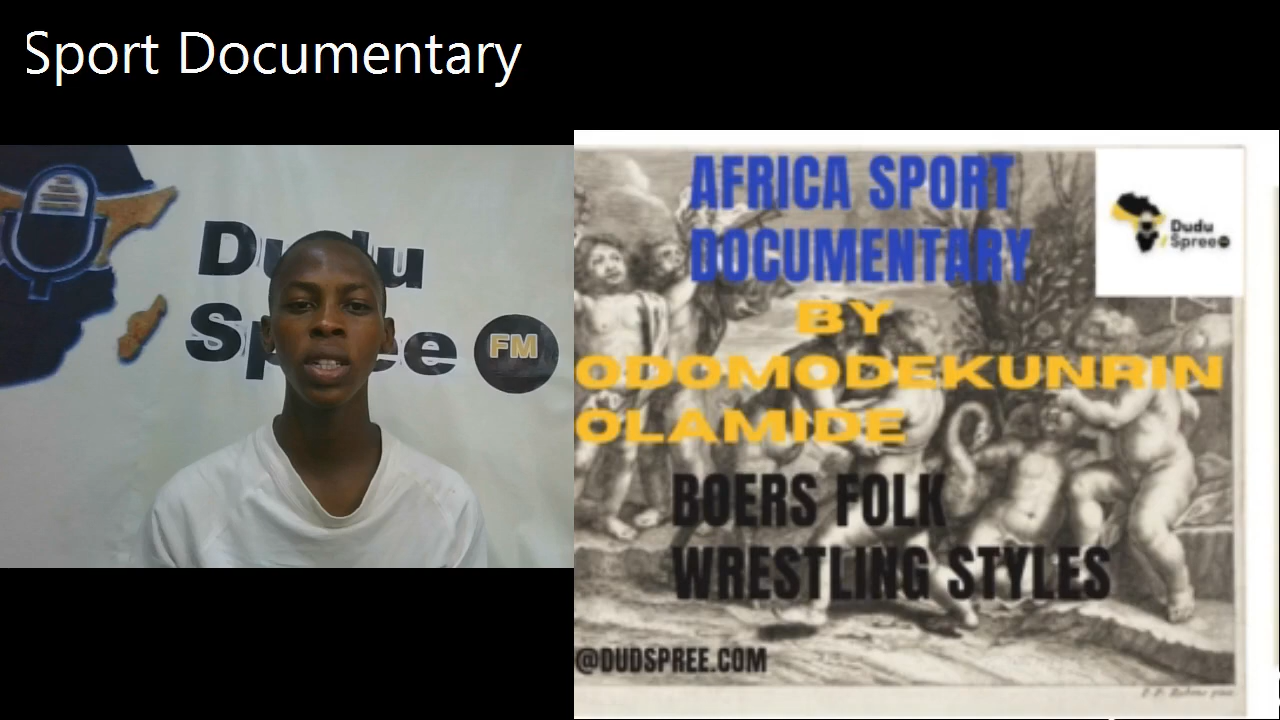 Sport Documentary
Dudu
Spree
FM
AFRICA SPORT
DOCUMENTARY
BY
ODOMODEKUNRIN
OLAMIDE
BOERS FOLK
WRESTLING STYLES
@DUDSPREE.COM
Dudu
Spree